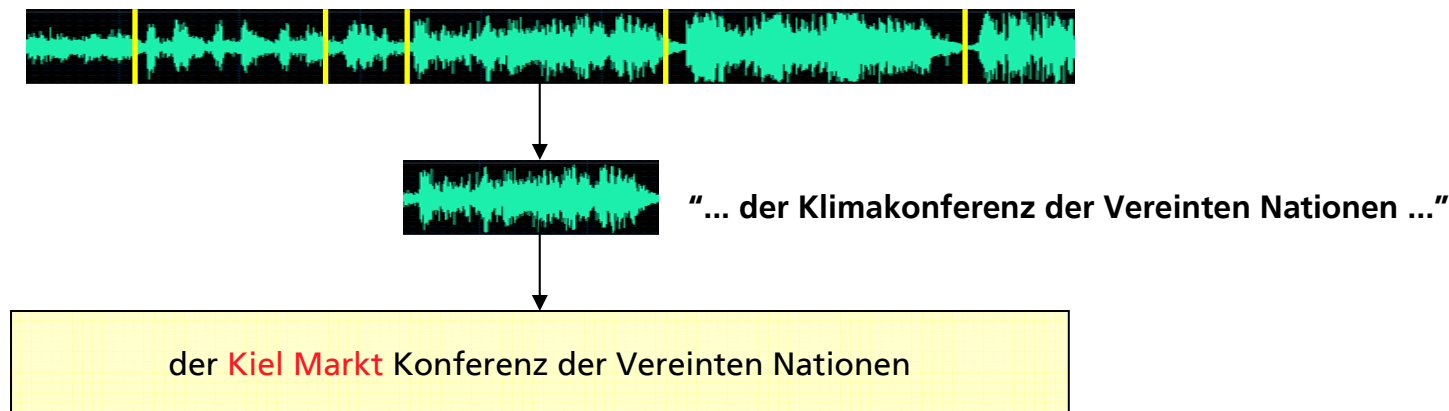 "... der Klimakonferenz der Vereinten Nationen ..."
der Kiel Markt Konferenz der Vereinten Nationen